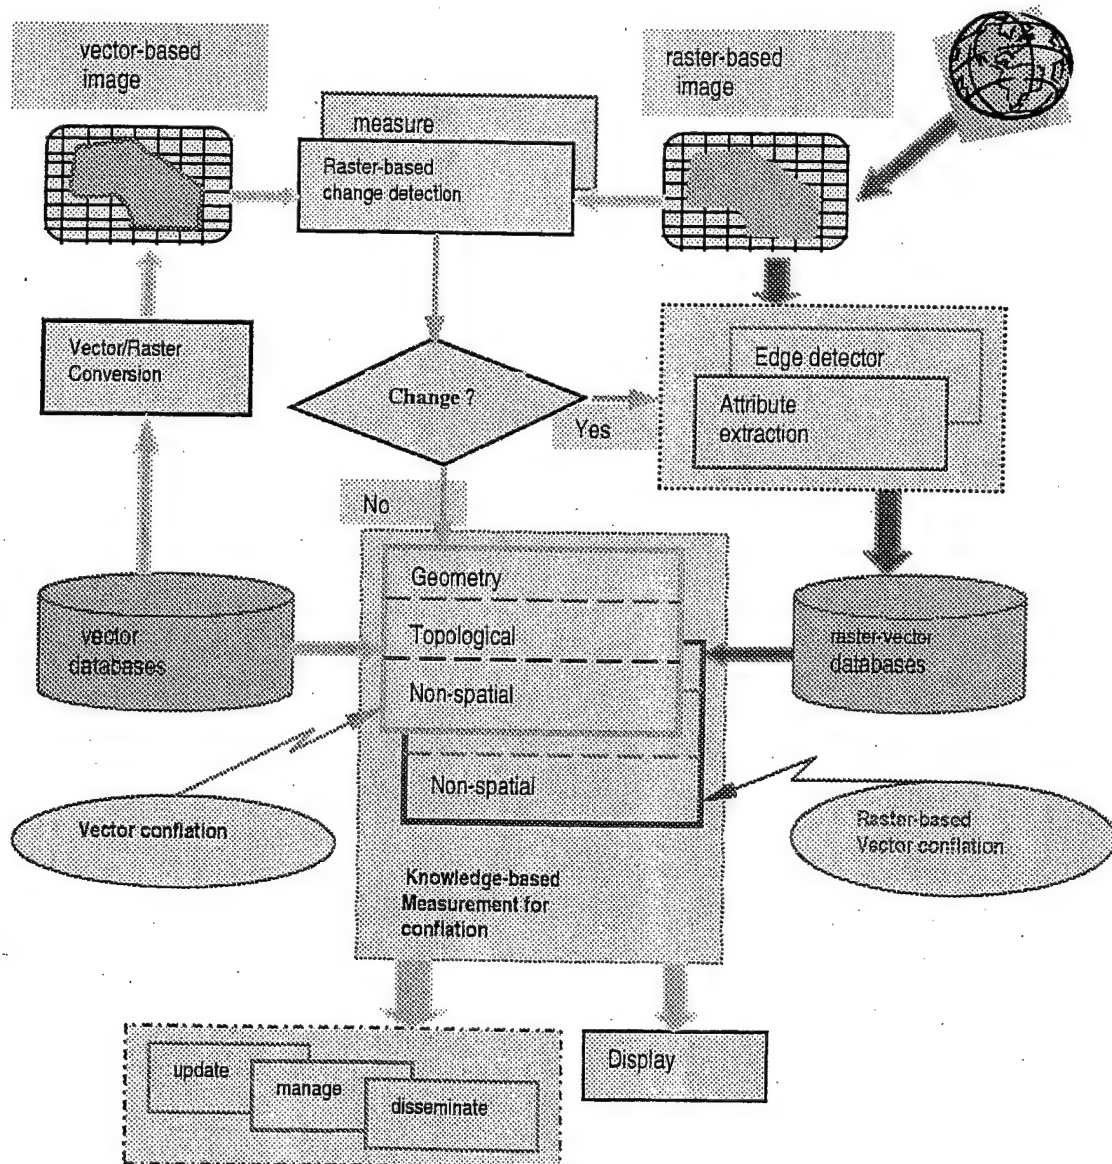 vector-based
image
raster-based
image
measure
Raster-based
change detection
Vector/Raster
Conversion
Edge detector
Change ?
Attribute
extraction
Yes
No
Geometry
vector
databases
Topological
raster-vector
databases
Non-spatial
Non-spatial
Vector conflation
Raster-based
Vector conflation
Knowledge-based
Measurement for
conflation
update
manage
disseminate
Display